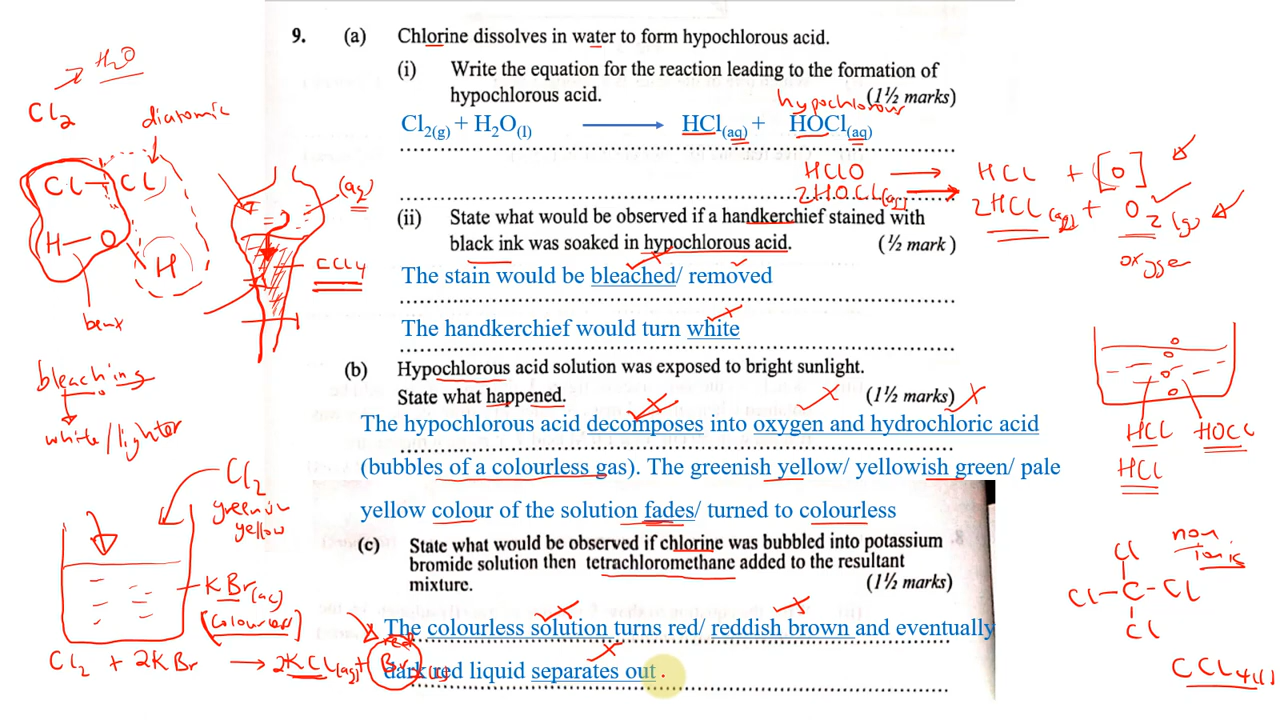 9. (a) Chlorine dissolves in water to form hypochlorous acid.
(i) Write the equation for the reaction leading to the formation of
hypochlorous acid. (1½ marks)
hypochlorous
Cl₂(g) + H₂O(l) ⟶ HCl(aq) + HOCl(aq)
HClO ⟶ HCl + [O]
2HOCl(aq) ⟶ 2HCl(aq) + O₂(g)
oxygen
(ii) State what would be observed if a handkerchief stained with
black ink was soaked in hypochlorous acid. (½ mark)
The stain would be bleached/ removed
The handkerchief would turn white
(b) Hypochlorous acid solution was exposed to bright sunlight.
State what happened. (1½ marks)
The hypochlorous acid decomposes into oxygen and hydrochloric acid
(bubbles of a colourless gas). The greenish yellow/ yellowish green/ pale
yellow colour of the solution fades/ turned to colourless
(c) State what would be observed if chlorine was bubbled into potassium
bromide solution then tetrachloromethane added to the resultant
mixture. (1½ marks)
The colourless solution turns red/ reddish brown and eventually
dark red liquid separates out.
H₂O
Cl₂
diatomic
Cl–Cl
H–O
H
(aq)
CCl₄
bleaching
white/lighter
Cl₂
greenish
yellow
KBr(aq)
[colourless]
Cl₂ + 2KBr ⟶ 2KCl(aq) + Br₂(l)
red
HCl HOCl
HCl
non
ionic
Cl
Cl–C–Cl
Cl
CCl₄(l)